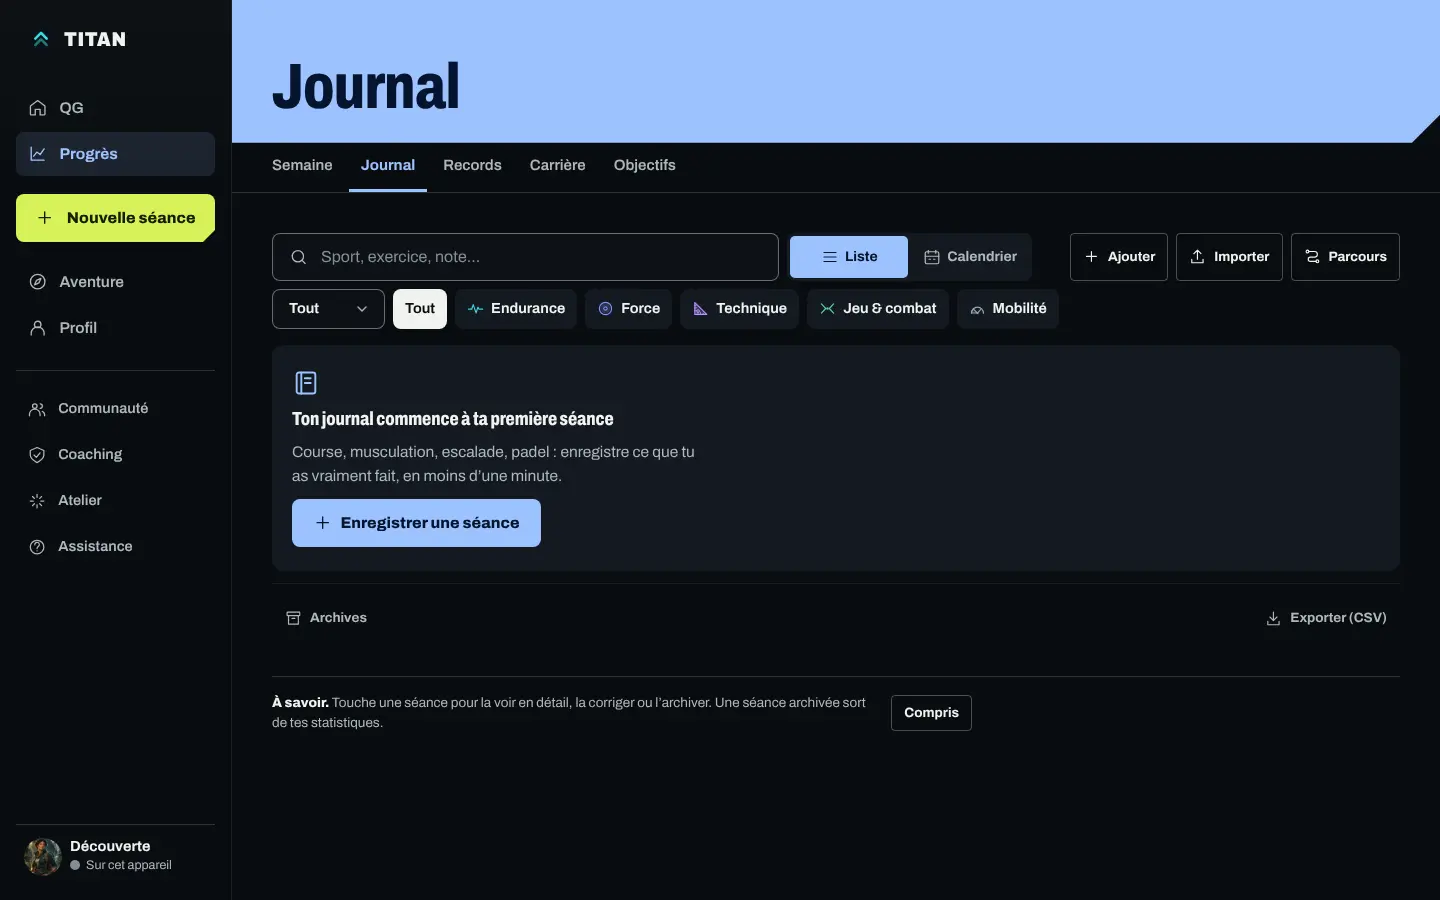 TITAN
QG
Progrès
Nouvelle séance
Aventure
Profil
Communauté
Coaching
Atelier
Assistance
Découverte
Sur cet appareil
Journal
Semaine
Journal
Records
Carrière
Objectifs
Sport, exercice, note…
Liste
Calendrier
Ajouter
Importer
Parcours
Tout
Tout
Endurance
Force
Technique
Jeu & combat
Mobilité
Ton journal commence à ta première séance
Course, musculation, escalade, padel : enregistre ce que tu
as vraiment fait, en moins d’une minute.
Enregistrer une séance
Archives
Exporter (CSV)
À savoir. Touche une séance pour la voir en détail, la corriger ou l’archiver. Une séance archivée sort
de tes statistiques.
Compris